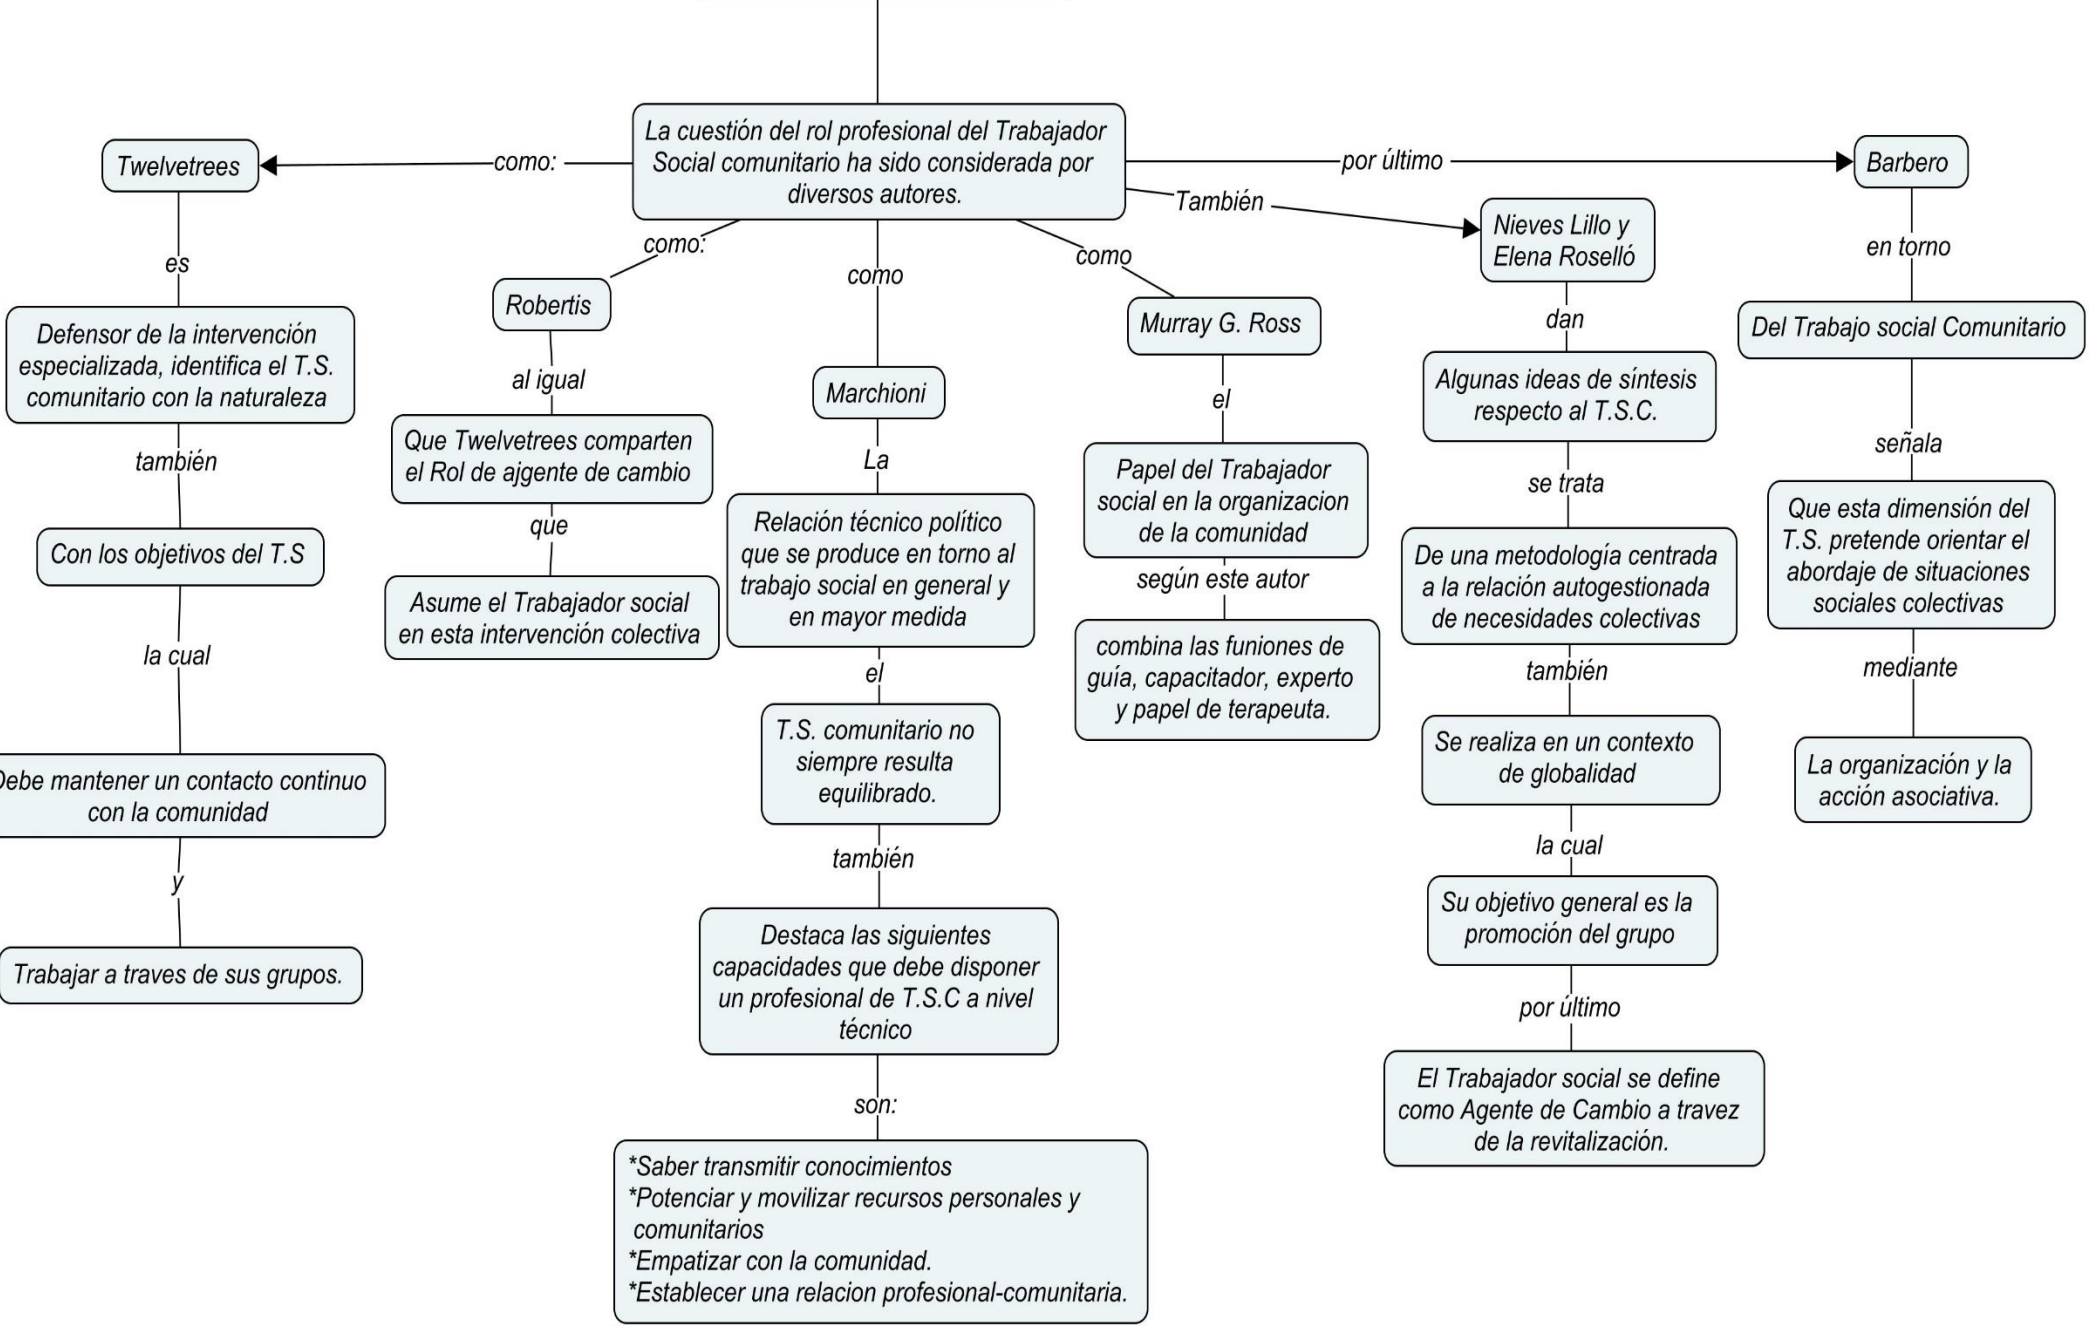 La cuestión del rol profesional del Trabajador
Social comunitario ha sido considerada por
diversos autores.
como:
Twelvetrees
es
Defensor de la intervención
especializada, identifica el T.S.
comunitario con la naturaleza
también
Con los objetivos del T.S
la cual
Debe mantener un contacto continuo
con la comunidad
y
Trabajar a traves de sus grupos.
como:
Robertis
al igual
Que Twelvetrees comparten
el Rol de ajgente de cambio
que
Asume el Trabajador social
en esta intervención colectiva
como
Marchioni
La
Relación técnico político
que se produce en torno al
trabajo social en general y
en mayor medida
el
T.S. comunitario no
siempre resulta
equilibrado.
también
Destaca las siguientes
capacidades que debe disponer
un profesional de T.S.C a nivel
técnico
son:
*Saber transmitir conocimientos
*Potenciar y movilizar recursos personales y
comunitarios
*Empatizar con la comunidad.
*Establecer una relacion profesional-comunitaria.
como
Murray G. Ross
el
Papel del Trabajador
social en la organizacion
de la comunidad
según este autor
combina las funiones de
guía, capacitador, experto
y papel de terapeuta.
También
Nieves Lillo y
Elena Roselló
dan
Algunas ideas de síntesis
respecto al T.S.C.
se trata
De una metodología centrada
a la relación autogestionada
de necesidades colectivas
también
Se realiza en un contexto
de globalidad
la cual
Su objetivo general es la
promoción del grupo
por último
El Trabajador social se define
como Agente de Cambio a travez
de la revitalización.
por último
Barbero
en torno
Del Trabajo social Comunitario
señala
Que esta dimensión del
T.S. pretende orientar el
abordaje de situaciones
sociales colectivas
mediante
La organización y la
acción asociativa.